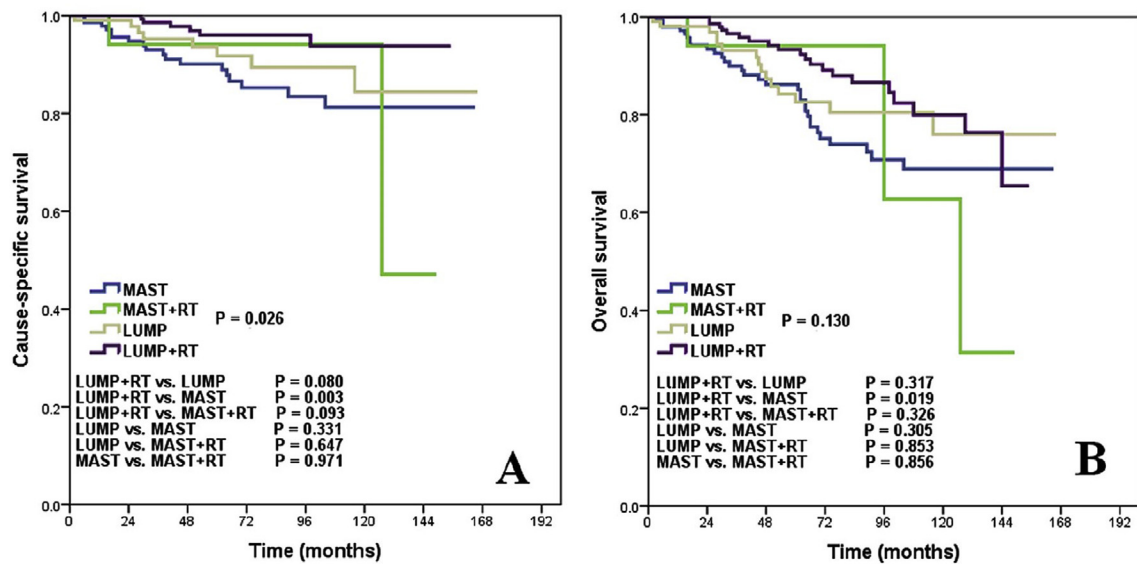 Cause-specific survival
1.0
0.8
0.6
0.4
0.2
0.0
MAST
MAST+RT
LUMP
LUMP+RT
P = 0.026
LUMP+RT vs. LUMP P = 0.080
LUMP+RT vs. MAST P = 0.003
LUMP+RT vs. MAST+RT P = 0.093
LUMP vs. MAST P = 0.331
LUMP vs. MAST+RT P = 0.647
MAST vs. MAST+RT P = 0.971
A
0 24 48 72 96 120 144 168 192
Time (months)
Overall survival
1.0
0.8
0.6
0.4
0.2
0.0
MAST
MAST+RT
LUMP
LUMP+RT
P = 0.130
LUMP+RT vs. LUMP P = 0.317
LUMP+RT vs. MAST P = 0.019
LUMP+RT vs. MAST+RT P = 0.326
LUMP vs. MAST P = 0.305
LUMP vs. MAST+RT P = 0.853
MAST vs. MAST+RT P = 0.856
B
0 24 48 72 96 120 144 168 192
Time (months)